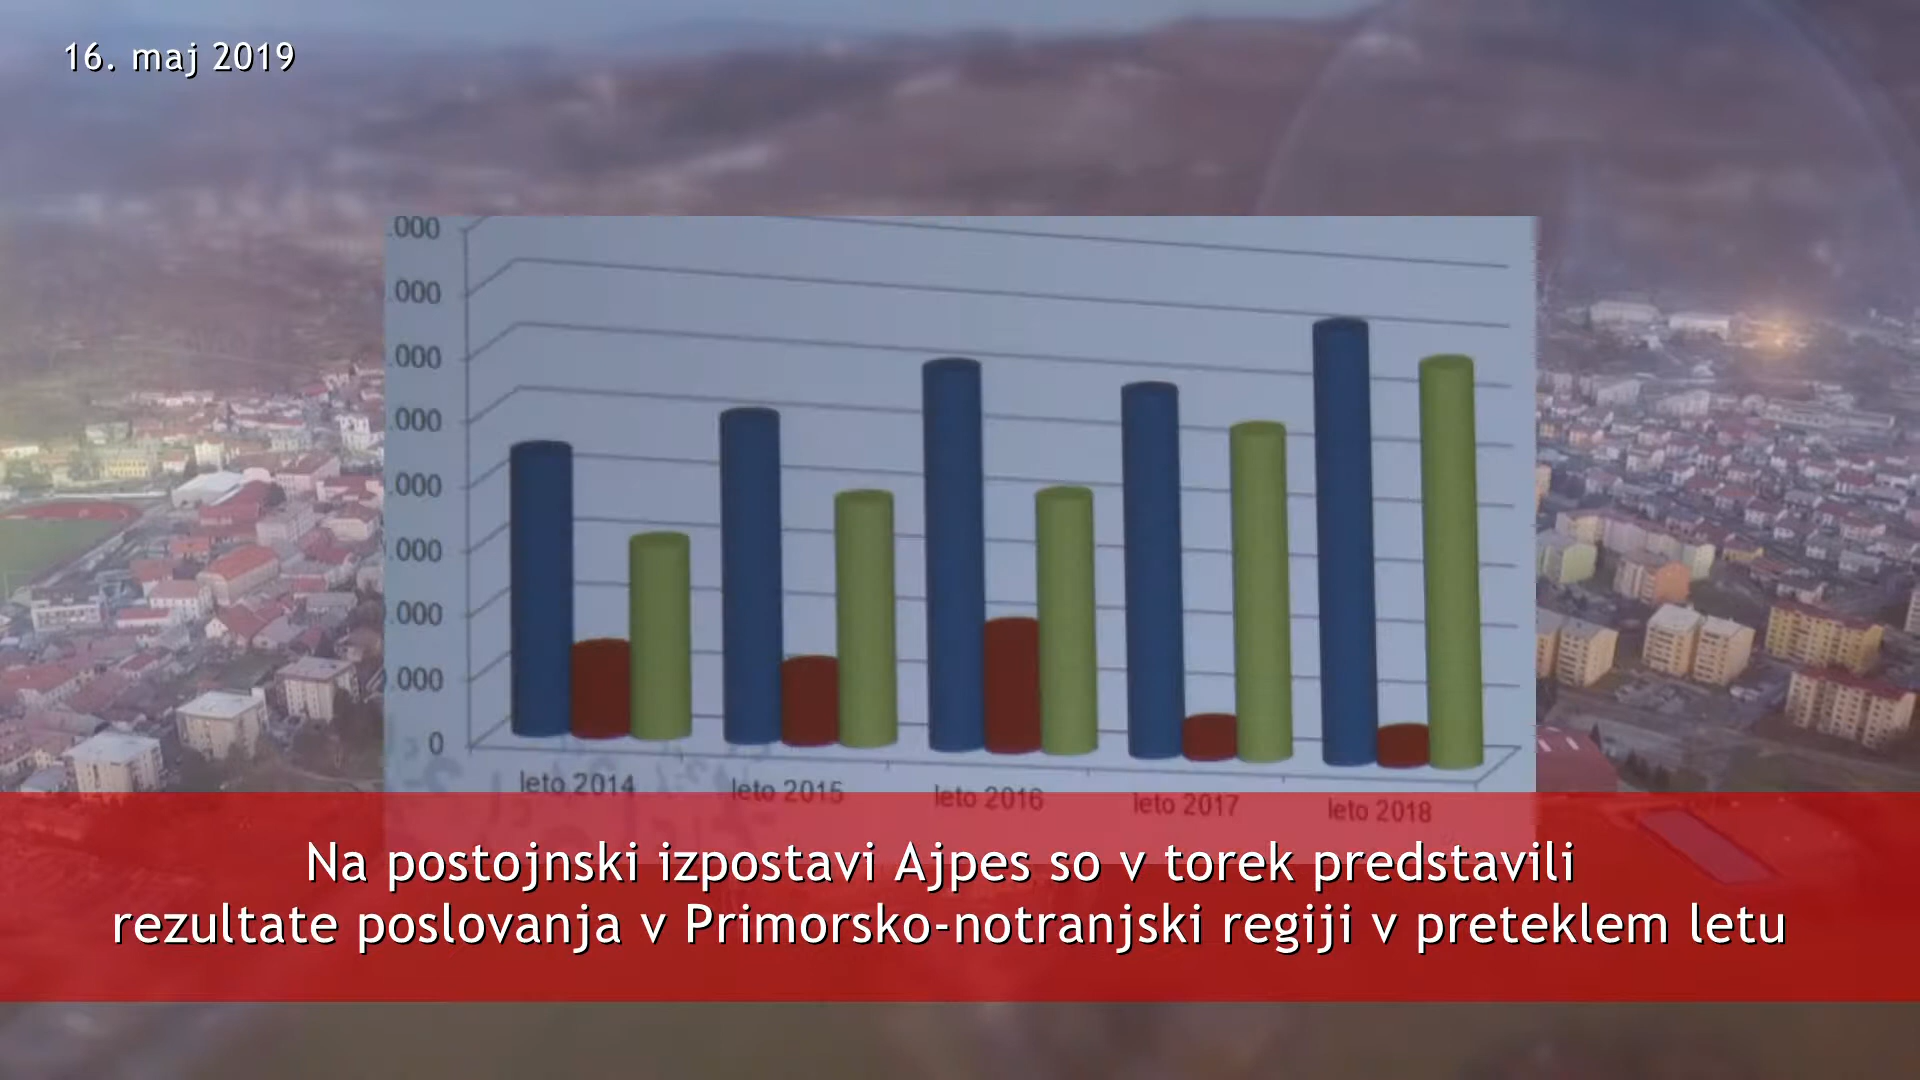 16. maj 2019
.000
.000
.000
.000
.000
.000
.000
.000
0
leto 2014
leto 2015
leto 2016
leto 2017
leto 2018
Na postojnski izpostavi Ajpes so v torek predstavili
rezultate poslovanja v Primorsko-notranjski regiji v preteklem letu